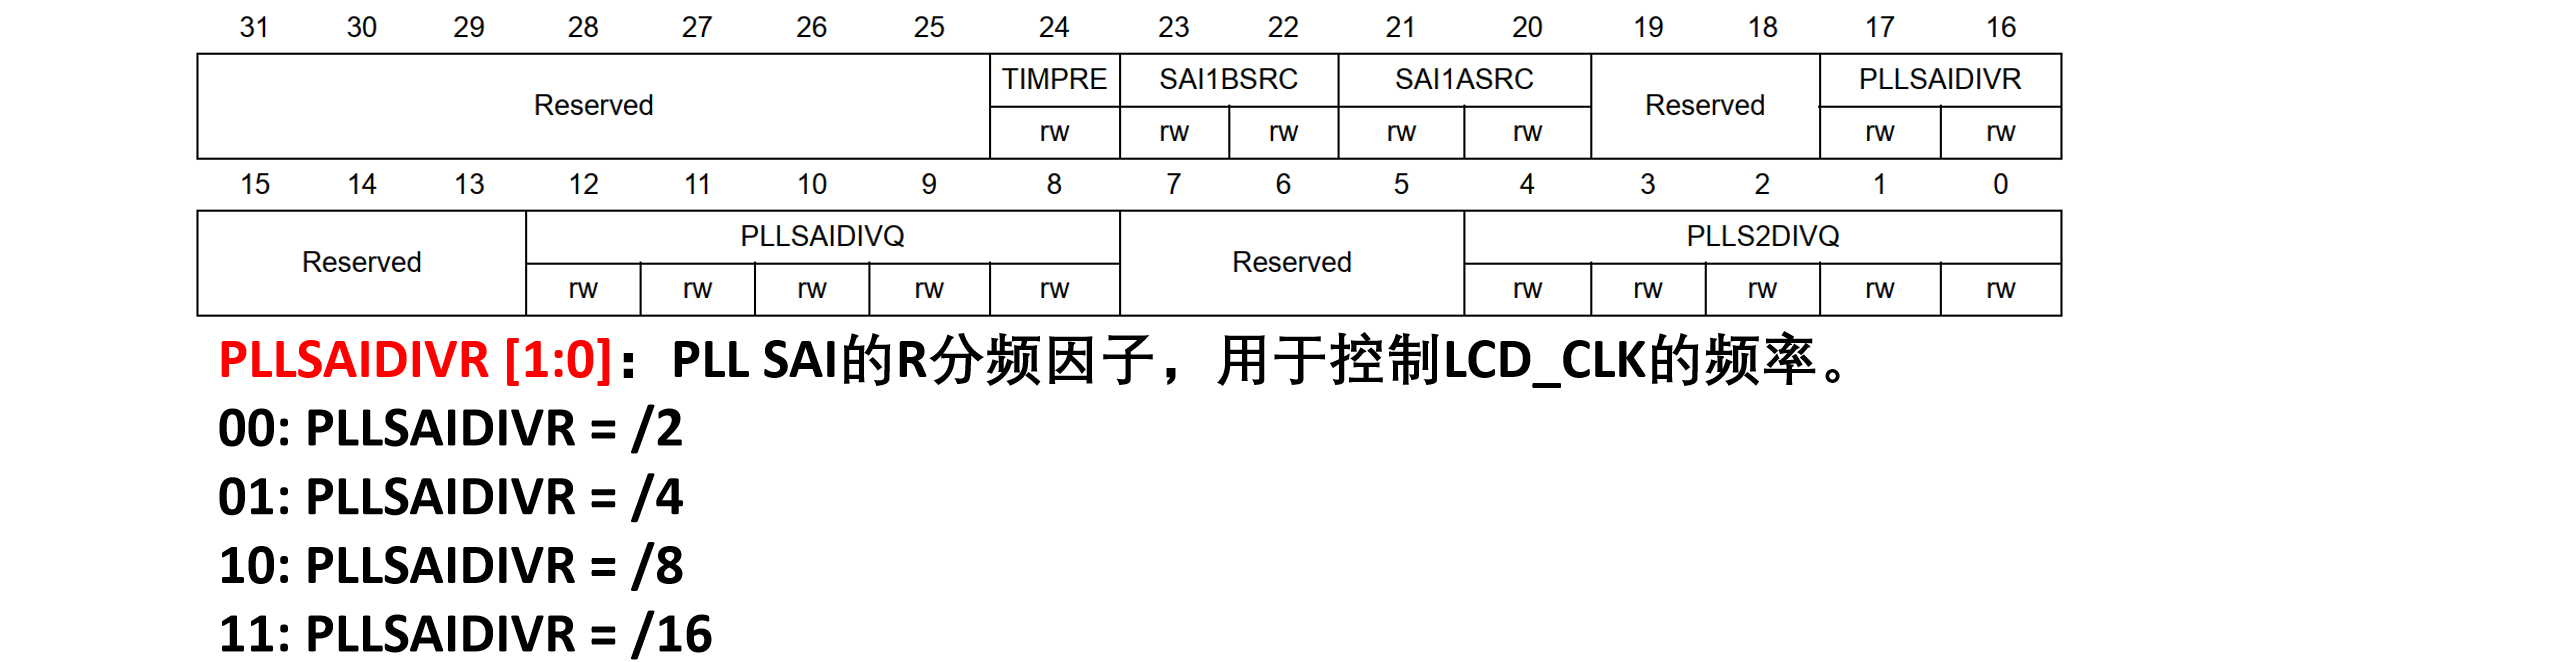 31 30 29 28 27 26 25 24 23 22 21 20 19 18 17 16
Reserved TIMPRE SAI1BSRC SAI1ASRC Reserved PLLSAIDIVR
rw rw rw rw rw rw rw
15 14 13 12 11 10 9 8 7 6 5 4 3 2 1 0
Reserved PLLSAIDIVQ Reserved PLLS2DIVQ
rw rw rw rw rw rw rw rw rw rw
PLLSAIDIVR [1:0]：PLL SAI的R分频因子，用于控制LCD_CLK的频率。
00: PLLSAIDIVR = /2
01: PLLSAIDIVR = /4
10: PLLSAIDIVR = /8
11: PLLSAIDIVR = /16